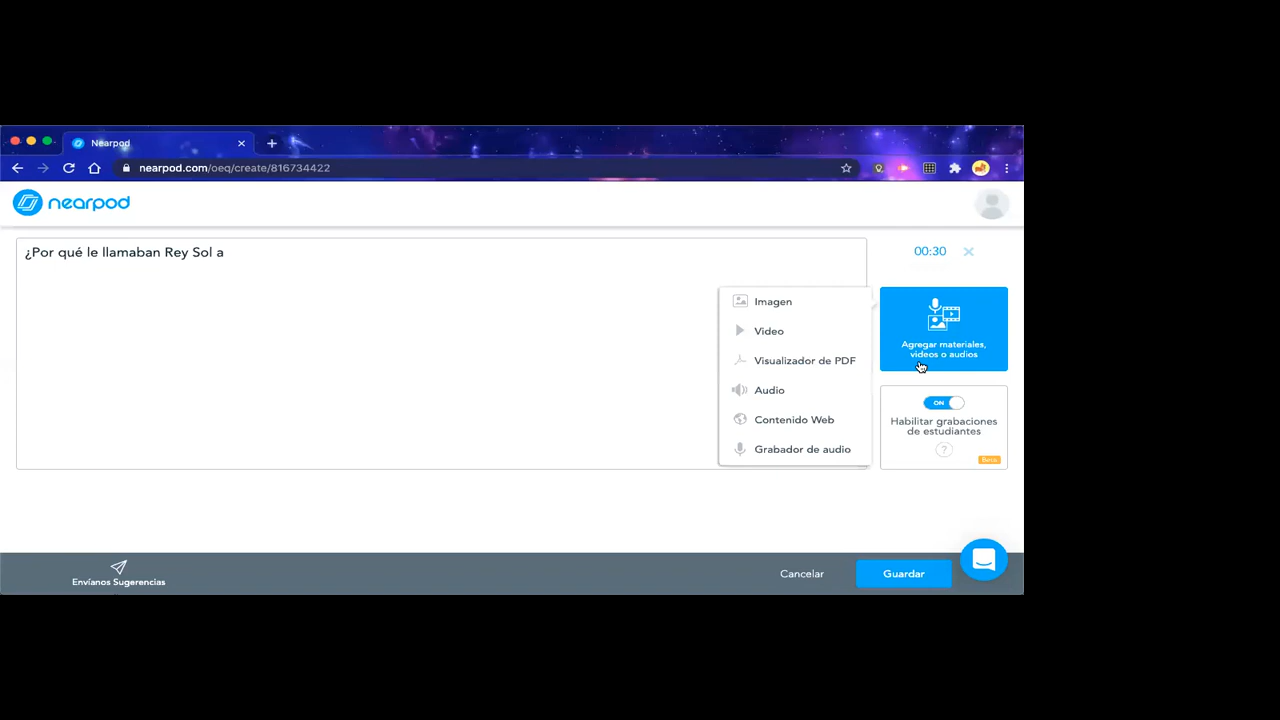 Nearpod
nearpod.com/oeq/create/816734422
nearpod
¿Por qué le llamaban Rey Sol a
00:30
Imagen
Video
Visualizador de PDF
Audio
Contenido Web
Grabador de audio
Agregar materiales,
videos o audios
ON
Habilitar grabaciones
de estudiantes
?
Beta
Envíanos Sugerencias
Cancelar
Guardar